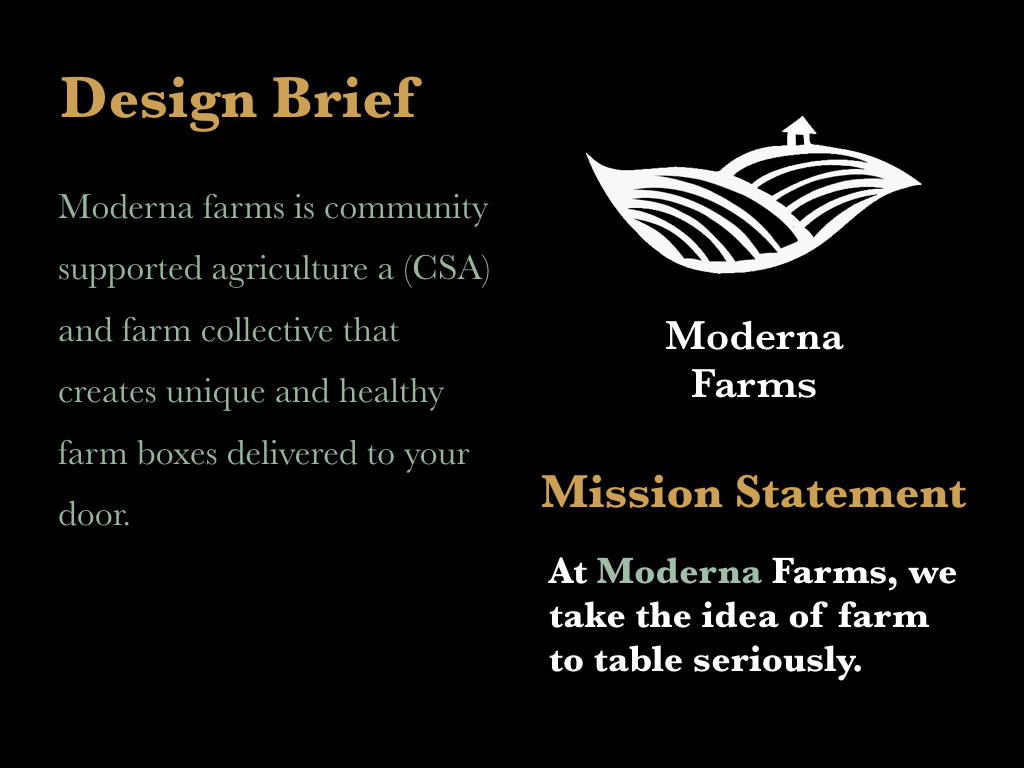 Design Brief
Moderna farms is community
supported agriculture a (CSA)
and farm collective that
creates unique and healthy
farm boxes delivered to your
door.
Moderna
Farms
Mission Statement
At Moderna Farms, we
take the idea of farm
to table seriously.